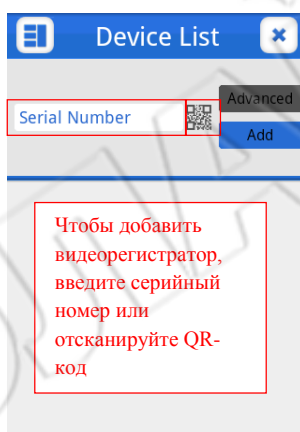 Device List
Advanced
Serial Number
Add
Чтобы добавить
видеорегистратор,
введите серийный
номер или
отсканируйте QR-
код